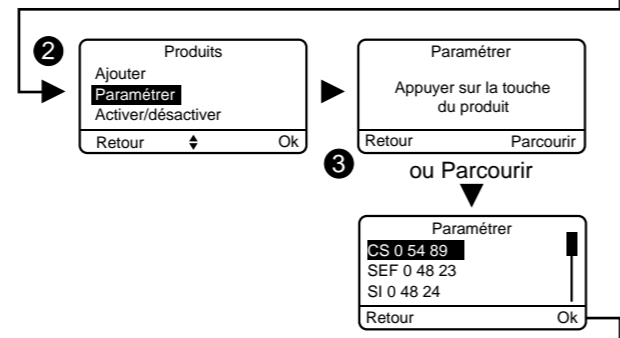 2
Produits
Ajouter
Paramétrer
Activer/désactiver
Retour Ok
Paramétrer
Appuyer sur la touche
du produit
Retour Parcourir
3
ou Parcourir
Paramétrer
CS 0 54 89
SEF 0 48 23
SI 0 48 24
Retour Ok